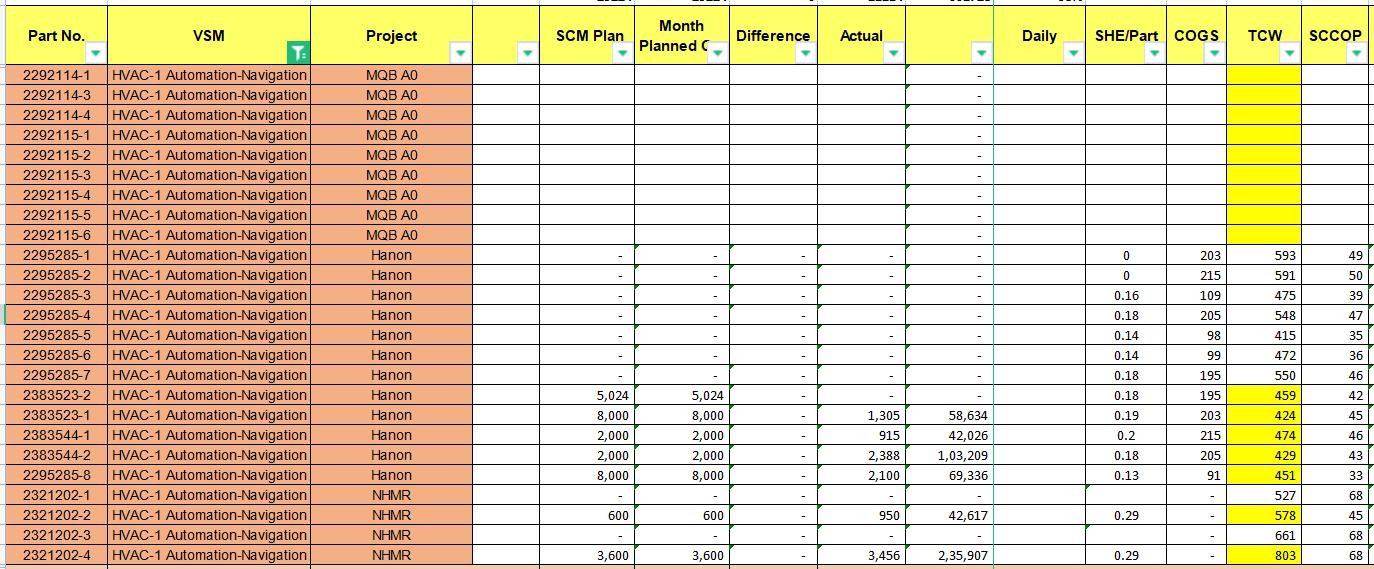 Part No. VSM Project SCM Plan Month Planned Difference Actual Daily SHE/Part COGS TCW SCCOP
2292114-1 HVAC-1 Automation-Navigation MQB A0 -
2292114-3 HVAC-1 Automation-Navigation MQB A0 -
2292114-4 HVAC-1 Automation-Navigation MQB A0 -
2292115-1 HVAC-1 Automation-Navigation MQB A0 -
2292115-2 HVAC-1 Automation-Navigation MQB A0 -
2292115-3 HVAC-1 Automation-Navigation MQB A0 -
2292115-4 HVAC-1 Automation-Navigation MQB A0 -
2292115-5 HVAC-1 Automation-Navigation MQB A0 -
2292115-6 HVAC-1 Automation-Navigation MQB A0 -
2295285-1 HVAC-1 Automation-Navigation Hanon - - - - - 0 203 593 49
2295285-2 HVAC-1 Automation-Navigation Hanon - - - - - 0 215 591 50
2295285-3 HVAC-1 Automation-Navigation Hanon - - - - - 0.16 109 475 39
2295285-4 HVAC-1 Automation-Navigation Hanon - - - - - 0.18 205 548 47
2295285-5 HVAC-1 Automation-Navigation Hanon - - - - - 0.14 98 415 35
2295285-6 HVAC-1 Automation-Navigation Hanon - - - - - 0.14 99 472 36
2295285-7 HVAC-1 Automation-Navigation Hanon - - - - - 0.18 195 550 46
2383523-2 HVAC-1 Automation-Navigation Hanon 5,024 5,024 - - - 0.18 195 459 42
2383523-1 HVAC-1 Automation-Navigation Hanon 8,000 8,000 - 1,305 58,634 0.19 203 424 45
2383544-1 HVAC-1 Automation-Navigation Hanon 2,000 2,000 - 915 42,026 0.2 215 474 46
2383544-2 HVAC-1 Automation-Navigation Hanon 2,000 2,000 - 2,388 1,03,209 0.18 205 429 43
2295285-8 HVAC-1 Automation-Navigation Hanon 8,000 8,000 - 2,100 69,336 0.13 91 451 33
2321202-1 HVAC-1 Automation-Navigation NHMR - - - - - - 527 68
2321202-2 HVAC-1 Automation-Navigation NHMR 600 600 - 950 42,617 0.29 - 578 45
2321202-3 HVAC-1 Automation-Navigation NHMR - - - - - - 661 68
2321202-4 HVAC-1 Automation-Navigation NHMR 3,600 3,600 - 3,456 2,35,907 0.29 - 803 68